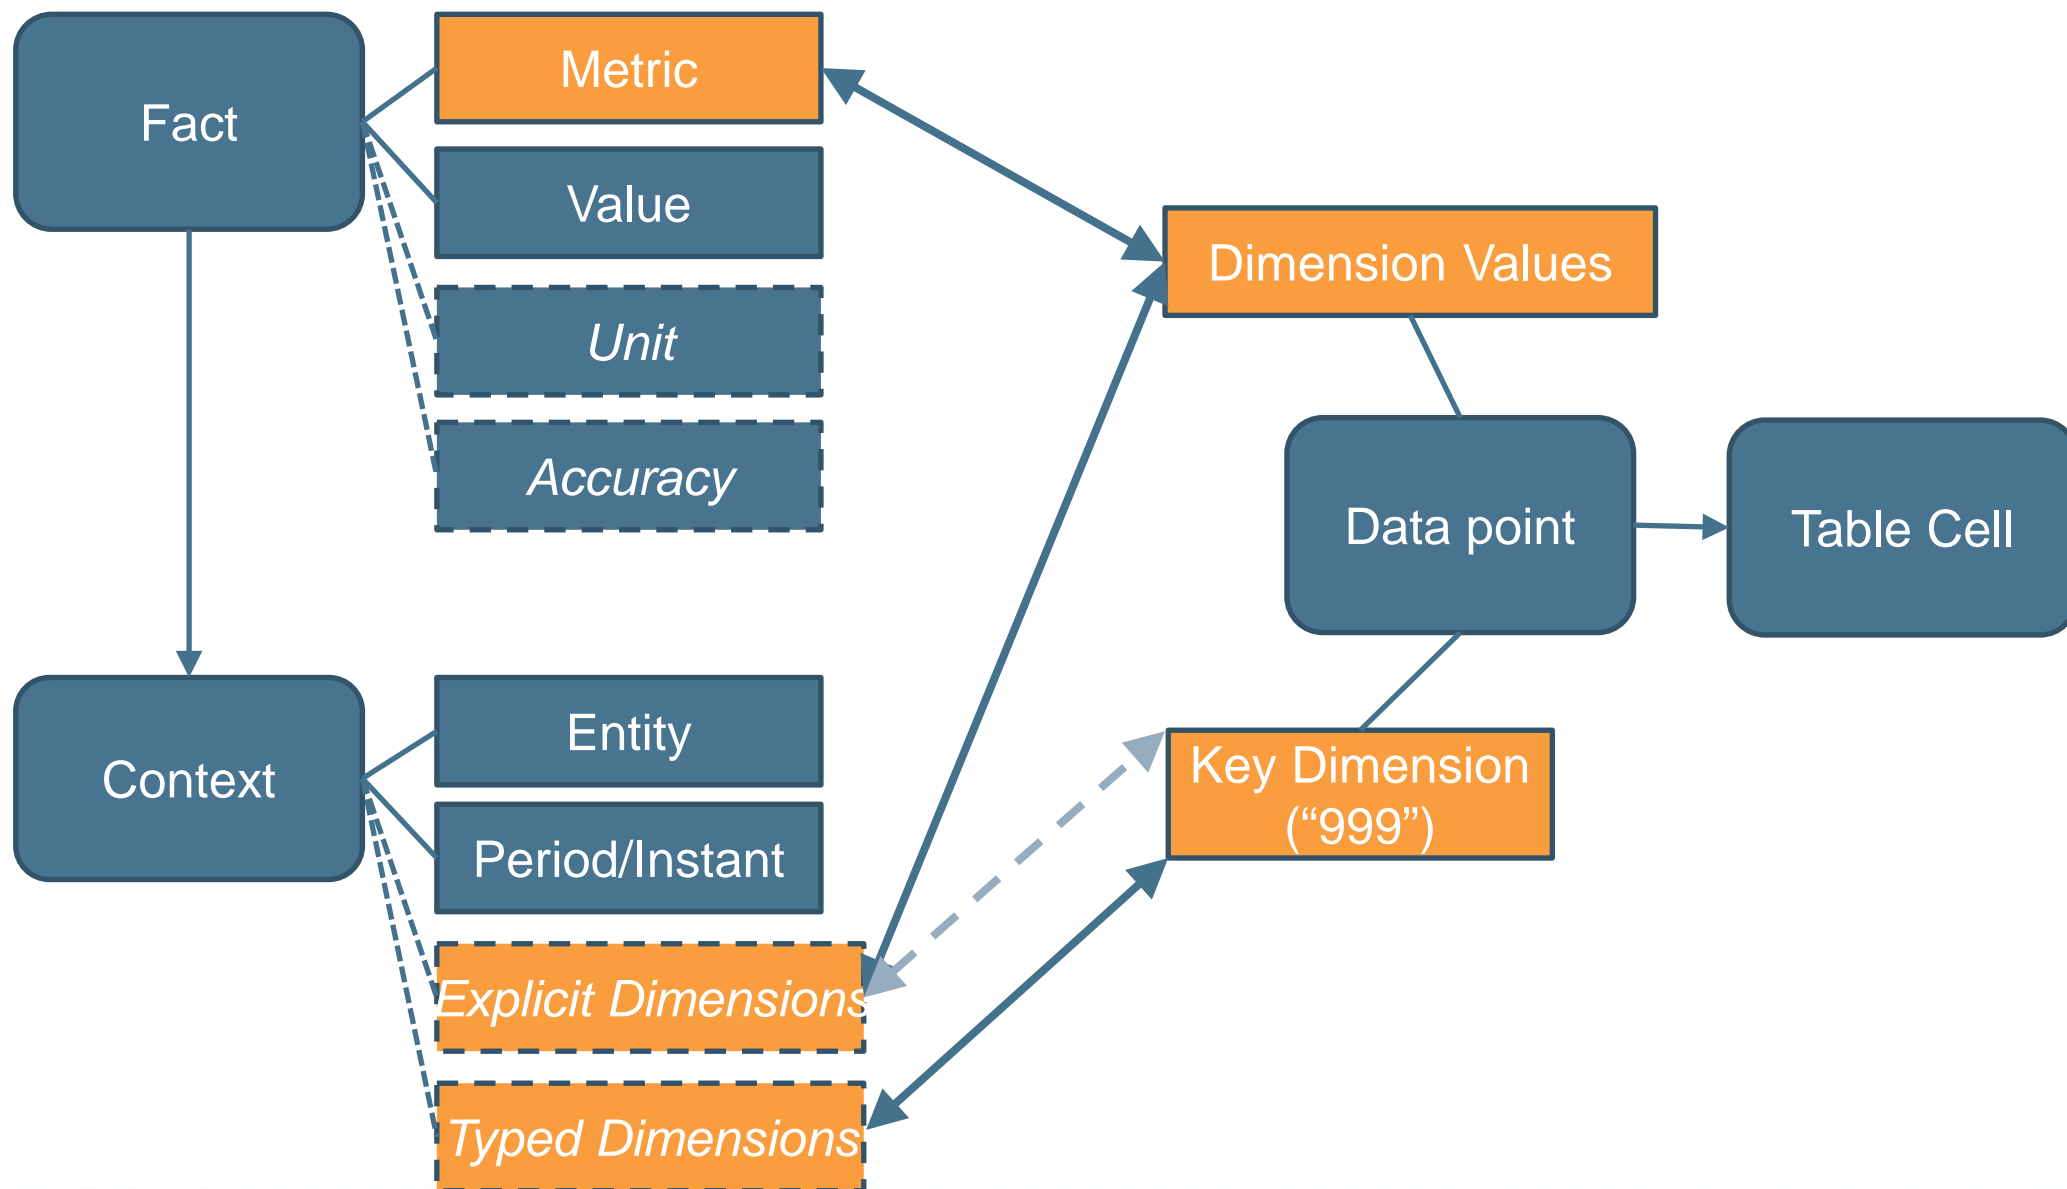 Fact
Metric
Value
Unit
Accuracy
Dimension Values
Data point
Table Cell
Context
Entity
Period/Instant
Explicit Dimensions
Typed Dimensions
Key Dimension
(“999”)